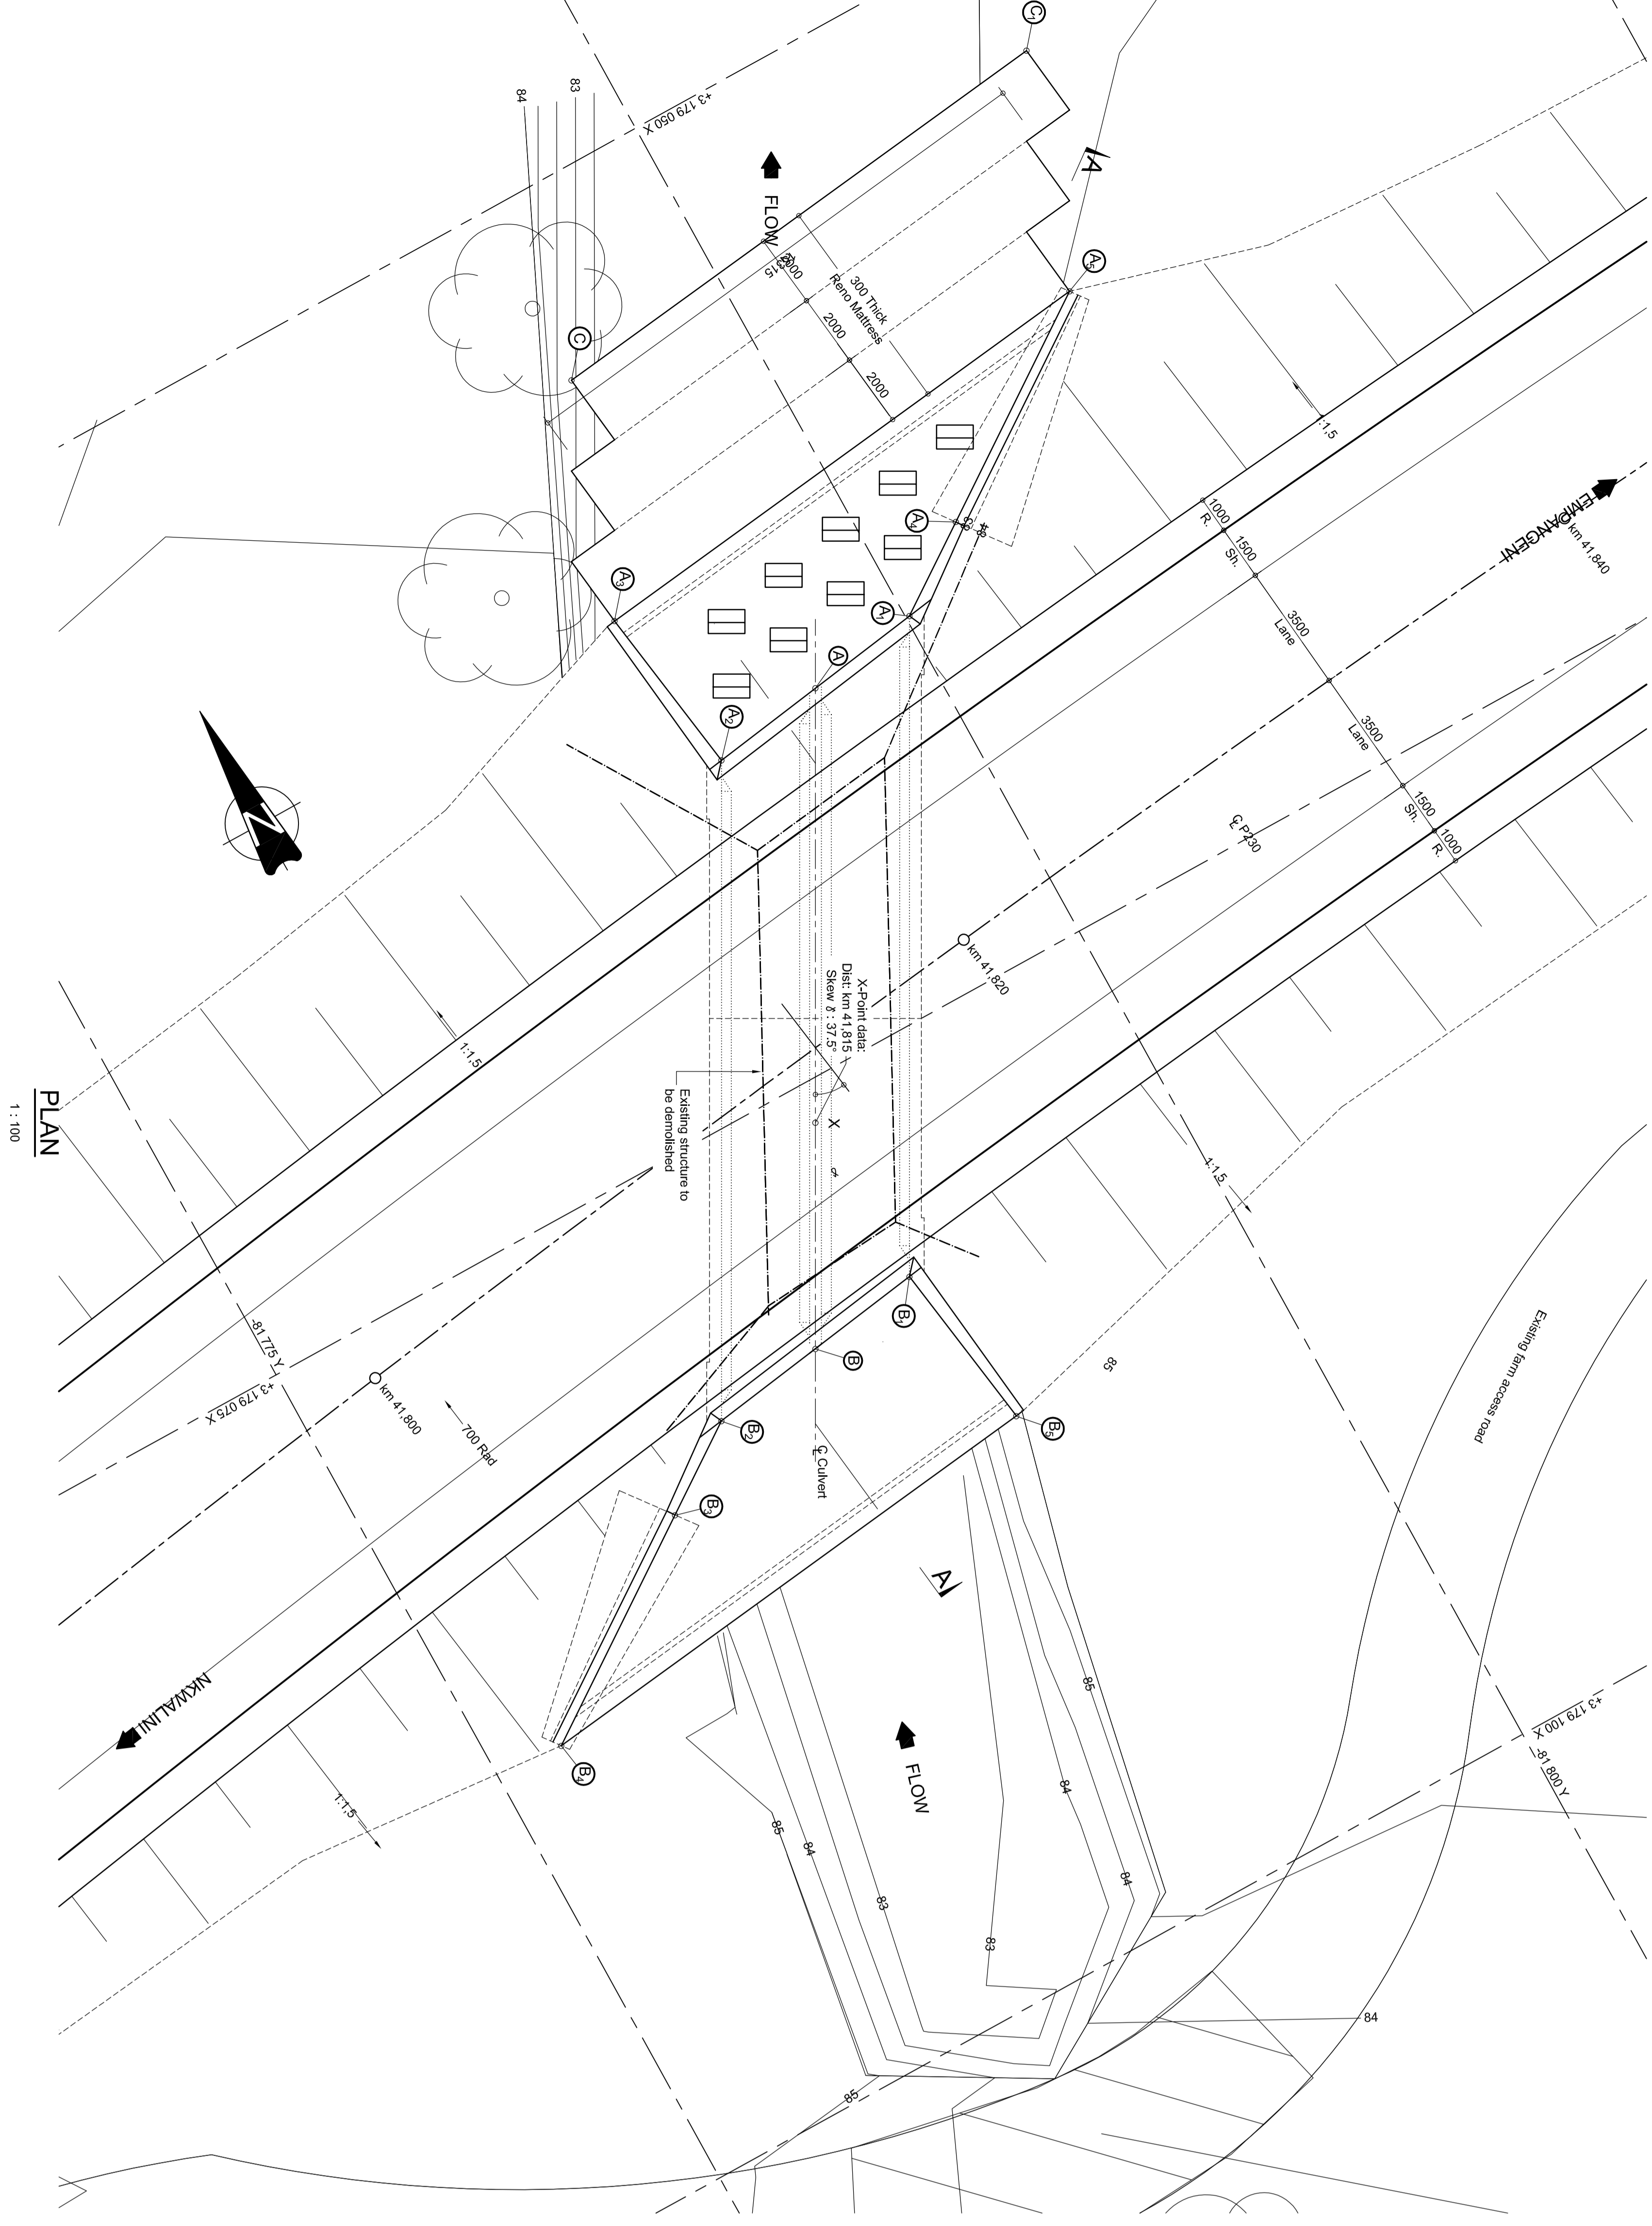 C1
83
84
+3 179 050 X
A
FLOW
A5
2000
15
300 Thick
Reno Mattress
2000
2000
C
1:1,5
EMPANGENI
km 41,840
1000
R.
1500
Sh.
3500
Lane
3500
Lane
1500
Sh.
1000
R.
A4
A3
A1
A
A2
N
℄ P230
km 41,820
X-Point data:
Dist: km 41,815
Skew ४ : 37.5°
1:1,5
X
Existing structure to
be demolished
PLAN
1 : 100
1:1,5
B1
B
85
Existing farm access road
-81 775 Y
+3 179 075 X
km 41,800
700 Rad
B2
℄ Culvert
B5
B3
A
NKWALINI
B4
1:1,5
FLOW
85
84
+3 179 100 X
-81 800 Y
85
84
83
84
83
84
85